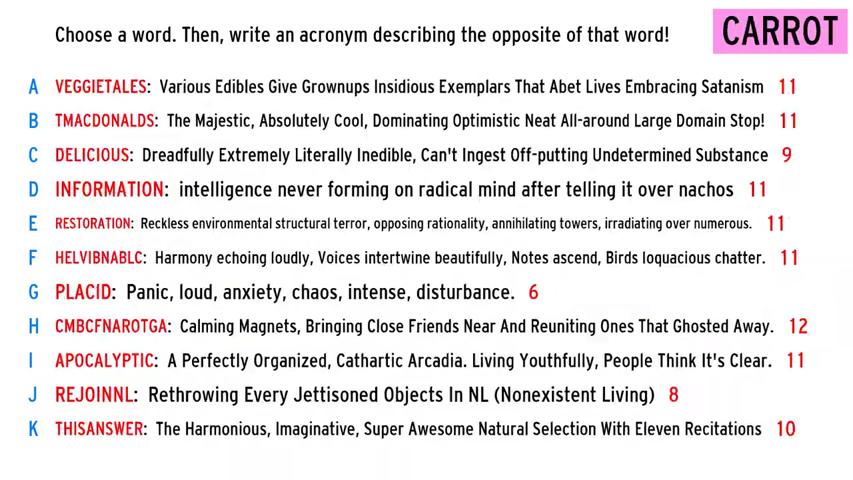 Choose a word. Then, write an acronym describing the opposite of that word!
CARROT
A VEGGIETALES: Various Edibles Give Grownups Insidious Exemplars That Abet Lives Embracing Satanism 11
B TMACDONALDS: The Majestic, Absolutely Cool, Dominating Optimistic Neat All-around Large Domain Stop! 11
C DELICIOUS: Dreadfully Extremely Literally Inedible, Can't Ingest Off-putting Undetermined Substance 9
D INFORMATION: intelligence never forming on radical mind after telling it over nachos 11
E RESTORATION: Reckless environmental structural terror, opposing rationality, annihilating towers, irradiating over numerous. 11
F HELVIBNABLC: Harmony echoing loudly, Voices intertwine beautifully, Notes ascend, Birds loquacious chatter. 11
G PLACID: Panic, loud, anxiety, chaos, intense, disturbance. 6
H CMBCFNAROTGA: Calming Magnets, Bringing Close Friends Near And Reuniting Ones That Ghosted Away. 12
I APOCALYPTIC: A Perfectly Organized, Cathartic Arcadia. Living Youthfully, People Think It's Clear. 11
J REJOINNL: Rethrowing Every Jettisoned Objects In NL (Nonexistent Living) 8
K THISANSWER: The Harmonious, Imaginative, Super Awesome Natural Selection With Eleven Recitations 10